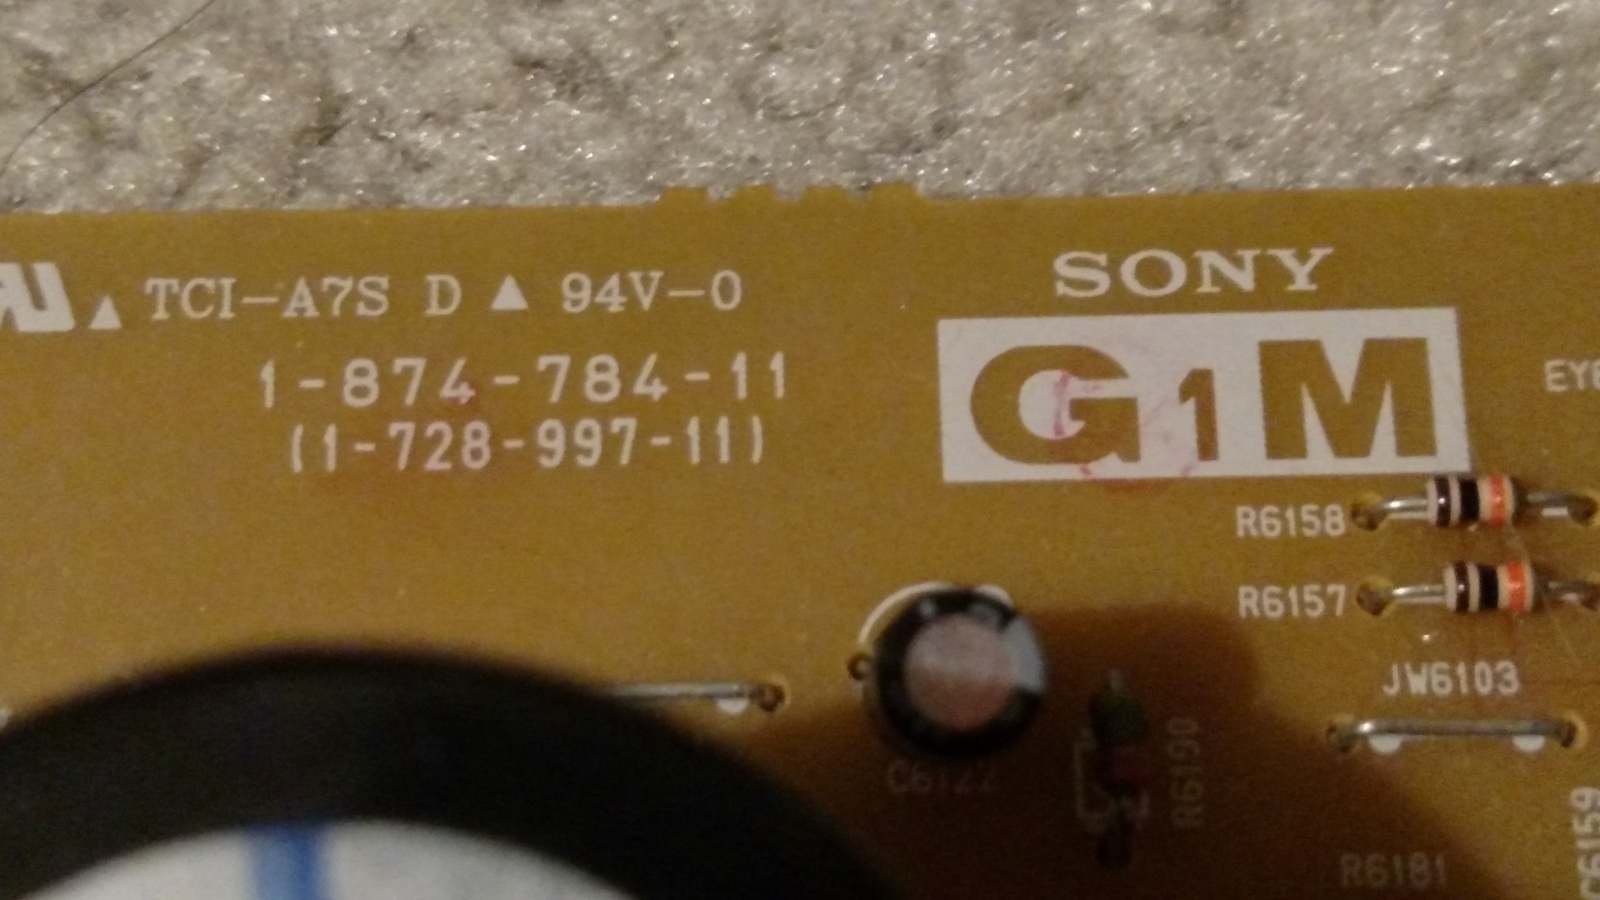 ▲ TCI-A7S D ▲ 94V-0
1-874-784-11
(1-728-997-11)
SONY
G1M
R6158
R6157
JW6103
C6122
R6190
R6181
C6159